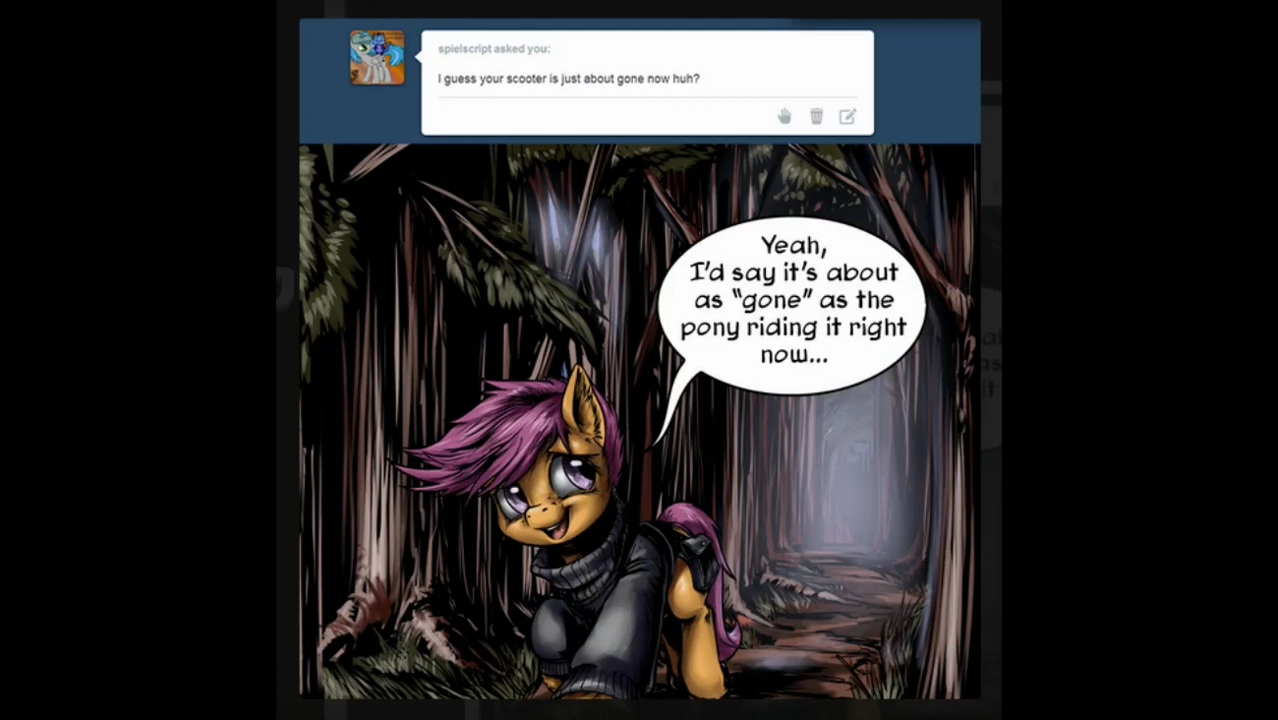 spielscript asked you:
I guess your scooter is just about gone now huh?
Yeah,
I'd say it's about
as "gone" as the
pony riding it right
now...